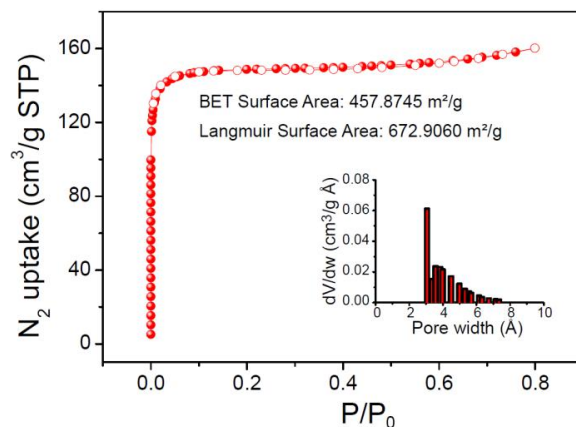 160
120
80
40
0
N₂ uptake (cm³/g STP)
BET Surface Area: 457.8745 m²/g
Langmuir Surface Area: 672.9060 m²/g
0.08
0.06
0.04
0.02
0.00
dV/dw (cm³/g Å)
0 2 4 6 8 10
Pore width (Å)
0.0 0.2 0.4 0.6 0.8
P/P₀